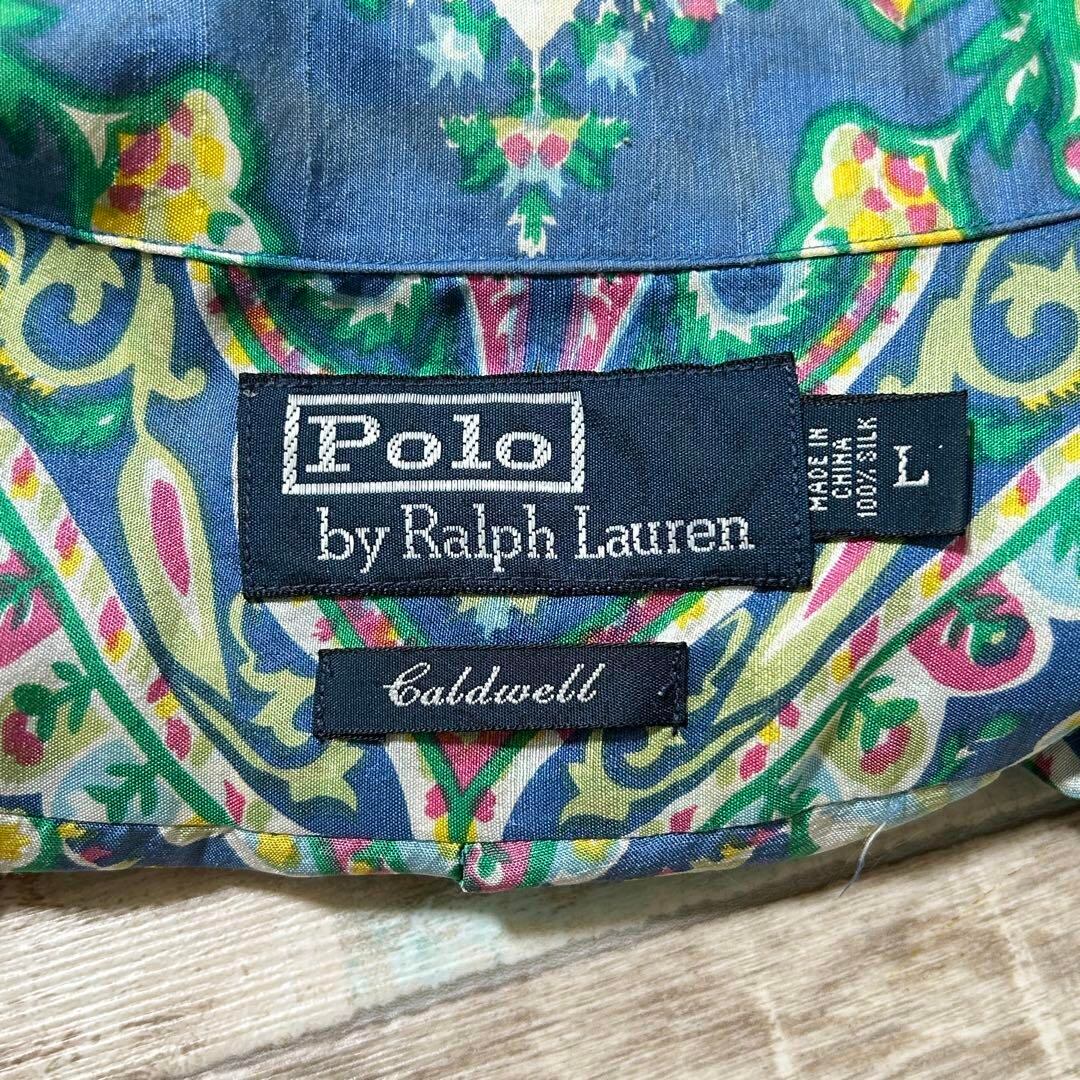 Polo
by Ralph Lauren
MADE IN
CHINA
100% SILK
L
Caldwell